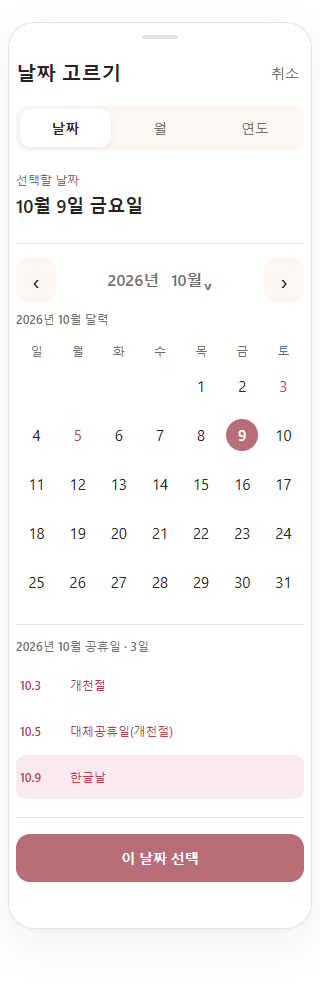 날짜 고르기 취소
날짜 월 연도
선택할 날짜
10월 9일 금요일
‹ 2026년 10월 ›
2026년 10월 달력
일 월 화 수 목 금 토
1 2 3
4 5 6 7 8 9 10
11 12 13 14 15 16 17
18 19 20 21 22 23 24
25 26 27 28 29 30 31
2026년 10월 공휴일 · 3일
10.3 개천절
10.5 대체공휴일(개천절)
10.9 한글날
이 날짜 선택